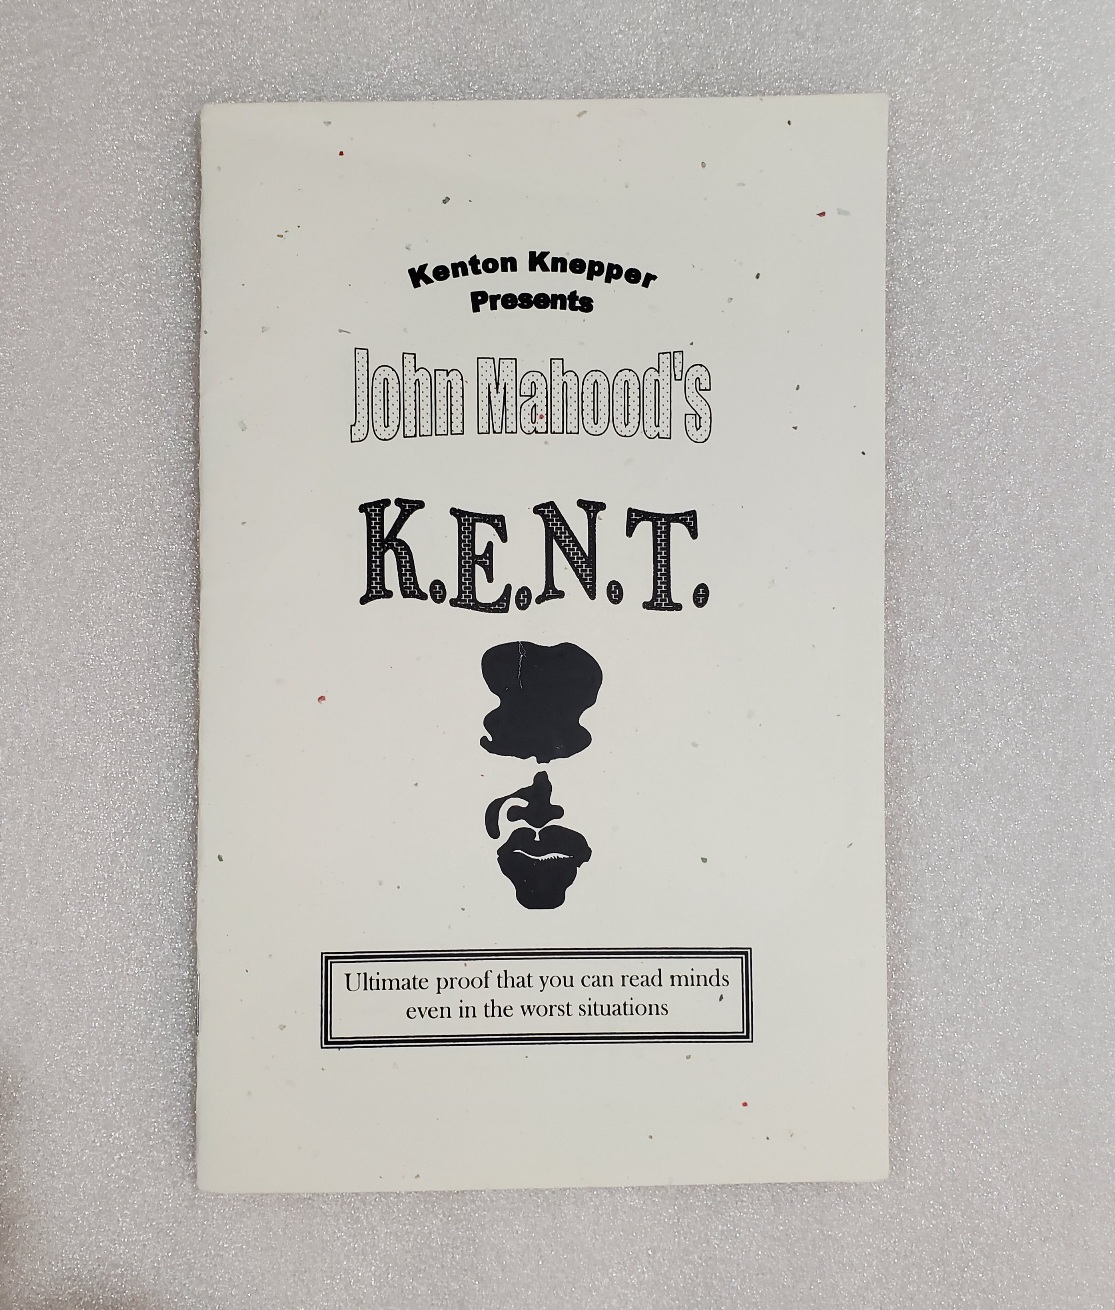 Kenton Knepper
Presents
John Mahood's
K.E.N.T.
Ultimate proof that you can read minds
even in the worst situations